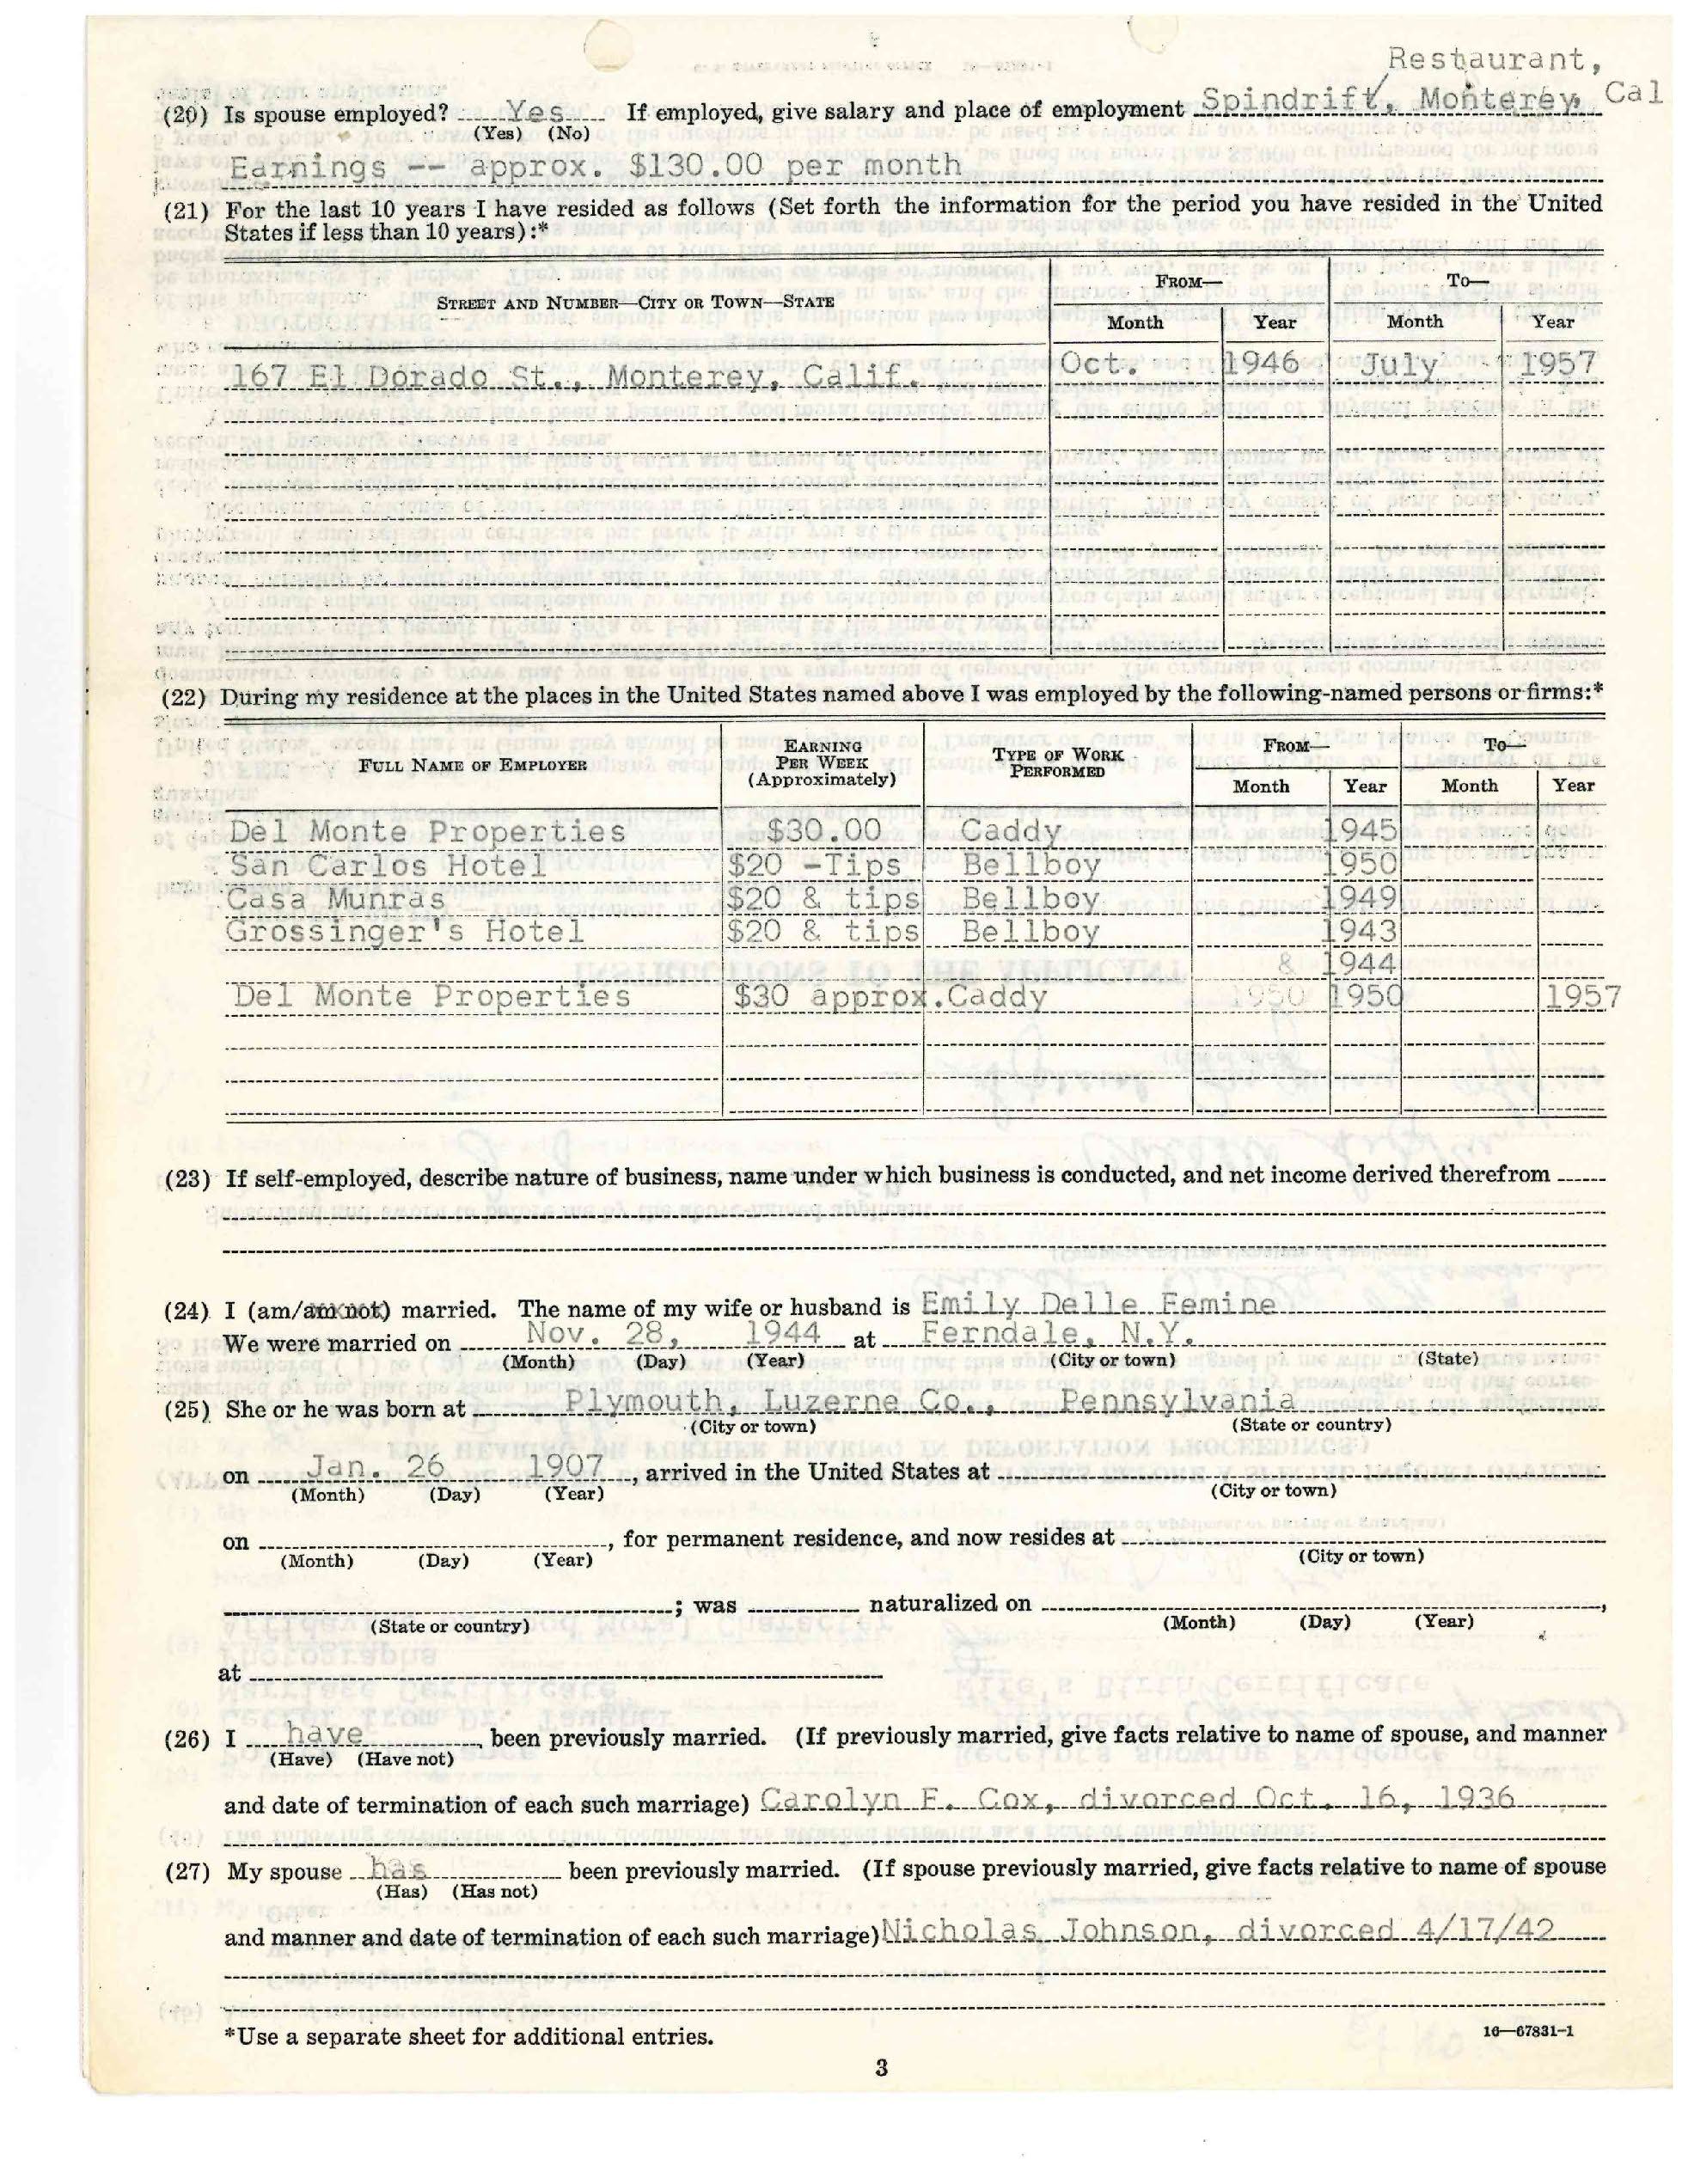 Restaurant,
(20) Is spouse employed? Yes If employed, give salary and place of employment Spindrift, Monterey, Cal
(Yes) (No)
Earnings -- approx. $130.00 per month
(21) For the last 10 years I have resided as follows (Set forth the information for the period you have resided in the United
States if less than 10 years):*
STREET AND NUMBER—CITY OR TOWN—STATE FROM— TO—
Month Year Month Year
167 El Dorado St., Monterey, Calif. Oct. 1946 July 1957
(22) During my residence at the places in the United States named above I was employed by the following-named persons or firms:*
FULL NAME OF EMPLOYER EARNING PER WEEK (Approximately) TYPE OF WORK PERFORMED FROM— TO—
Month Year Month Year
Del Monte Properties $30.00 Caddy 1945
San Carlos Hotel $20 -Tips Bellboy 1950
Casa Munras $20 & tips Bellboy 1949
Grossinger's Hotel $20 & tips Bellboy 1943
& 1944
Del Monte Properties $30 approx. Caddy 1950 1950 1957
(23) If self-employed, describe nature of business, name under which business is conducted, and net income derived therefrom
(24) I (am/am not) married. The name of my wife or husband is Emily Delle Femine
We were married on Nov. 28, 1944 at Ferndale, N.Y.
(Month) (Day) (Year) (City or town) (State)
(25) She or he was born at Plymouth, Luzerne Co., Pennsylvania
(City or town) (State or country)
on Jan. 26 1907, arrived in the United States at
(Month) (Day) (Year) (City or town)
on , for permanent residence, and now resides at
(Month) (Day) (Year) (City or town)
; was naturalized on ,
(State or country) (Month) (Day) (Year)
at
(26) I have been previously married. (If previously married, give facts relative to name of spouse, and manner
(Have) (Have not)
and date of termination of each such marriage) Carolyn E. Cox, divorced Oct. 16, 1936
(27) My spouse has been previously married. (If spouse previously married, give facts relative to name of spouse
(Has) (Has not)
and manner and date of termination of each such marriage) Nicholas Johnson, divorced 4/17/42
*Use a separate sheet for additional entries. 16—67831-1
3